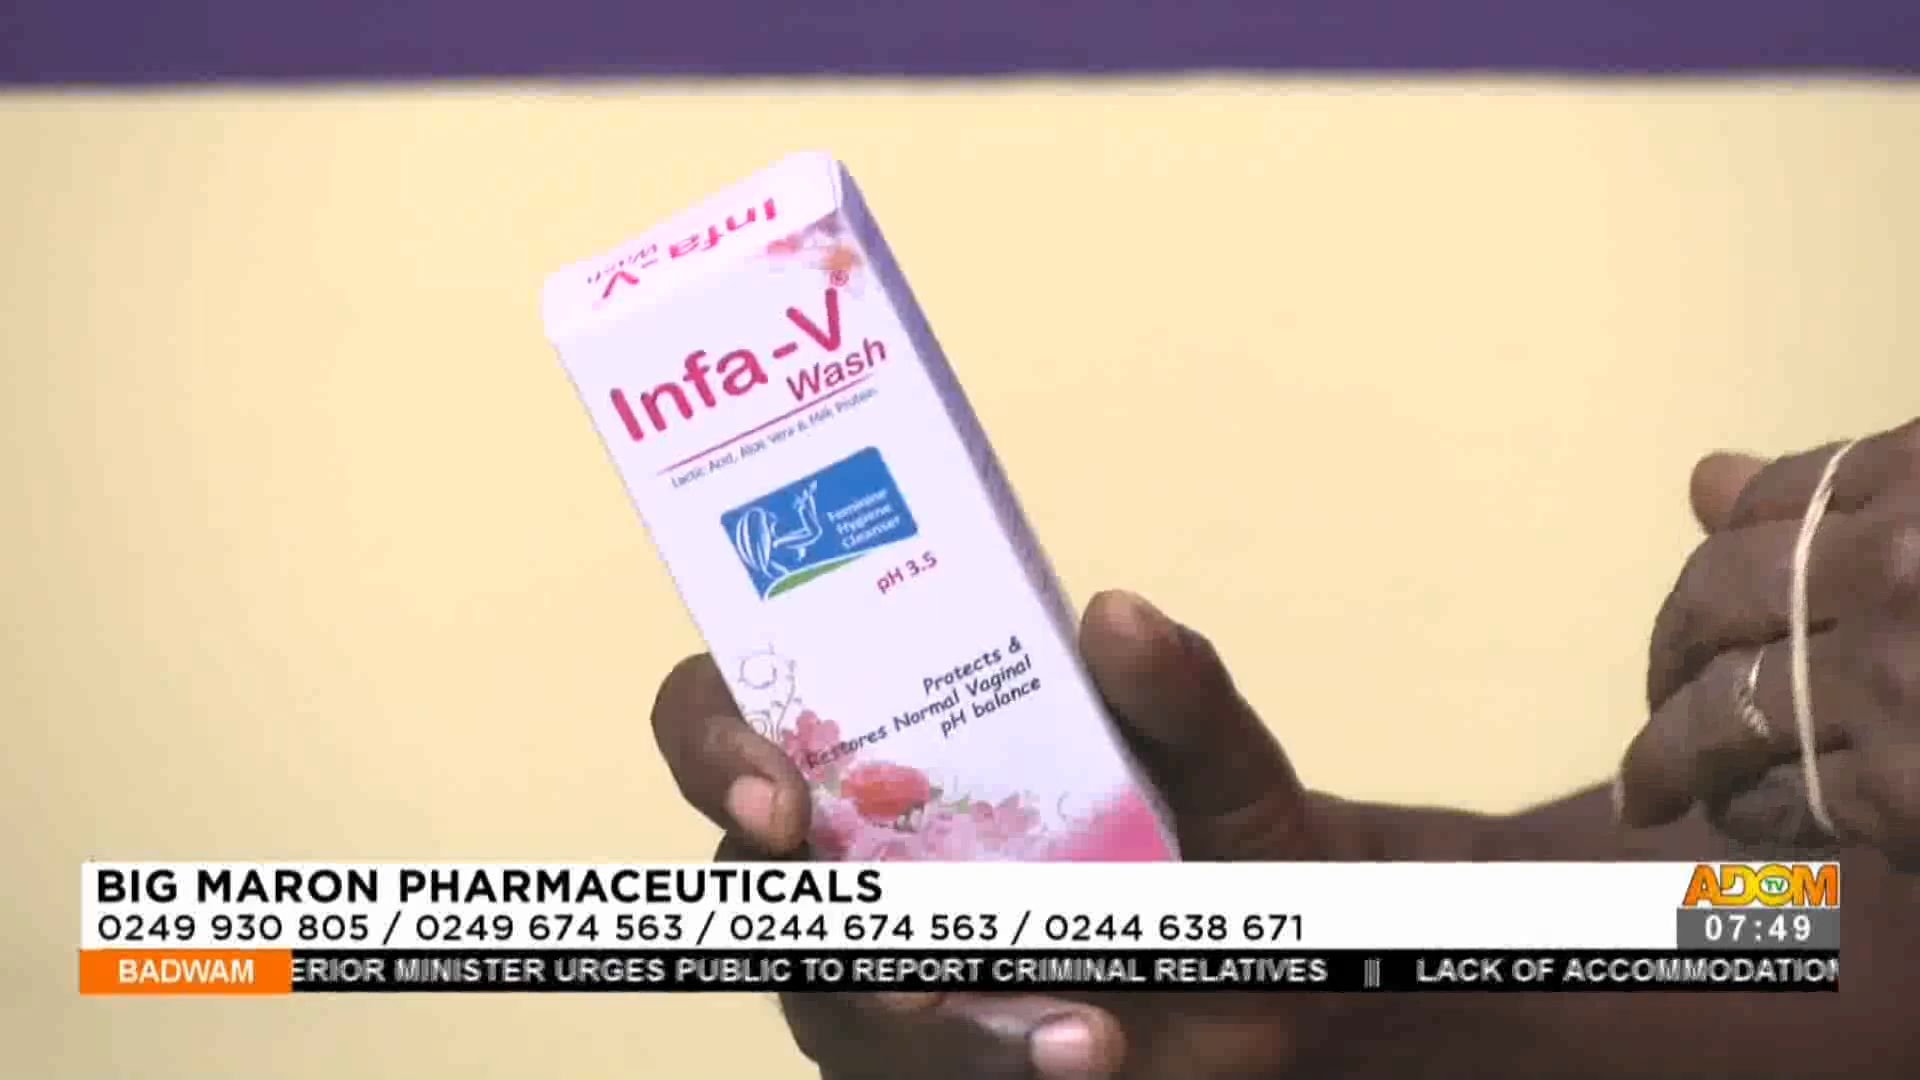 Infa-V
Wash
Infa-V®
Wash
Lactic Acid, Aloe Vera & Milk Protein
Feminine
Hygiene
Cleanser
pH 3.5
Protects &
Restores Normal Vaginal
pH balance
BIG MARON PHARMACEUTICALS
0249 930 805 / 0249 674 563 / 0244 674 563 / 0244 638 671
ADOM TV
07:49
BADWAM
ERIOR MINISTER URGES PUBLIC TO REPORT CRIMINAL RELATIVES ||| LACK OF ACCOMMODATION